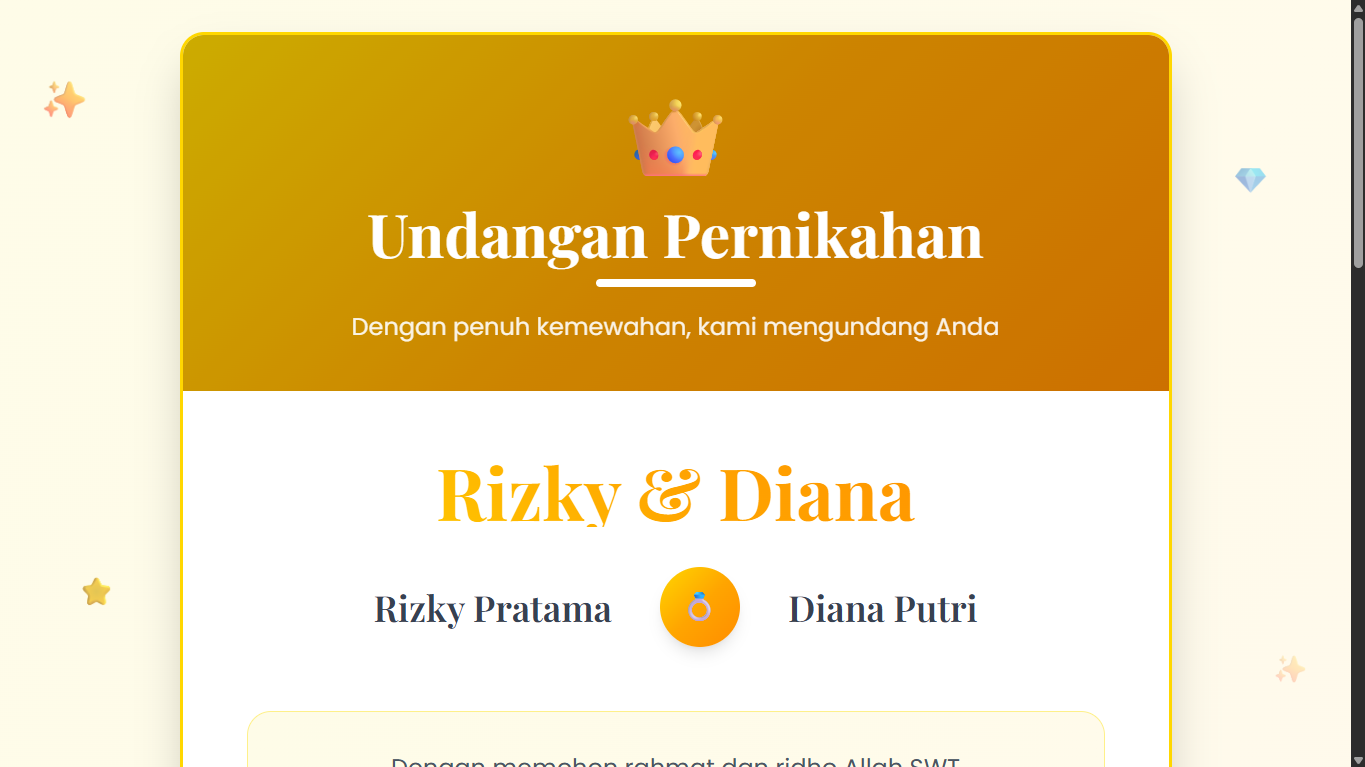 Undangan Pernikahan
Dengan penuh kemewahan, kami mengundang Anda
Rizky & Diana
Rizky Pratama
Diana Putri
Dengan memohon rahmat dan ridho Allah SWT